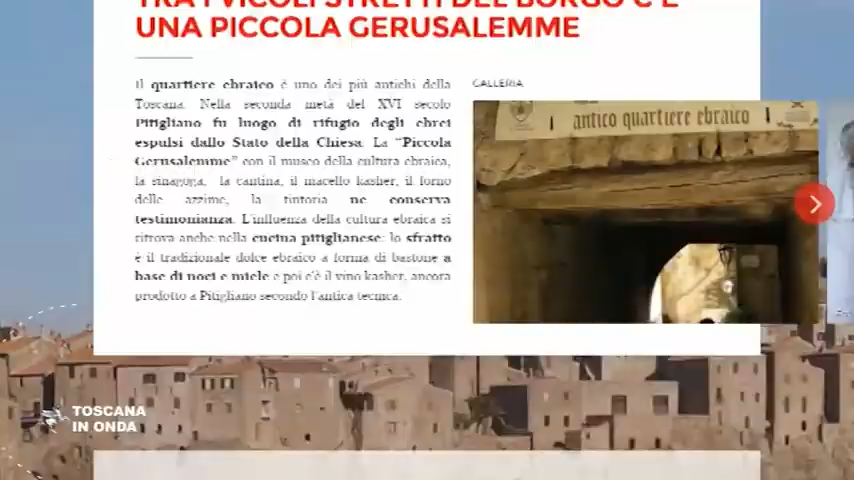 TRA I VICOLI STRETTI DEL BORGO C'È
UNA PICCOLA GERUSALEMME
Il quartiere ebraico è uno dei più antichi della
Toscana. Nella seconda metà del XVI secolo
Pitigliano fu luogo di rifugio degli ebrei
espulsi dallo Stato della Chiesa. La “Piccola
Gerusalemme” con il museo della cultura ebraica,
la sinagoga, la cantina, il macello kasher, il forno
delle azzime, la tintoria ne conserva
testimonianza. L'influenza della cultura ebraica si
ritrova anche nella cucina pitiglianese: lo sfratto
è il tradizionale dolce ebraico a forma di bastone a
base di noci e miele e poi c'è il vino kasher, ancora
prodotto a Pitigliano secondo l'antica tecnica.
GALLERIA
antico quartiere ebraico
TOSCANA
IN ONDA